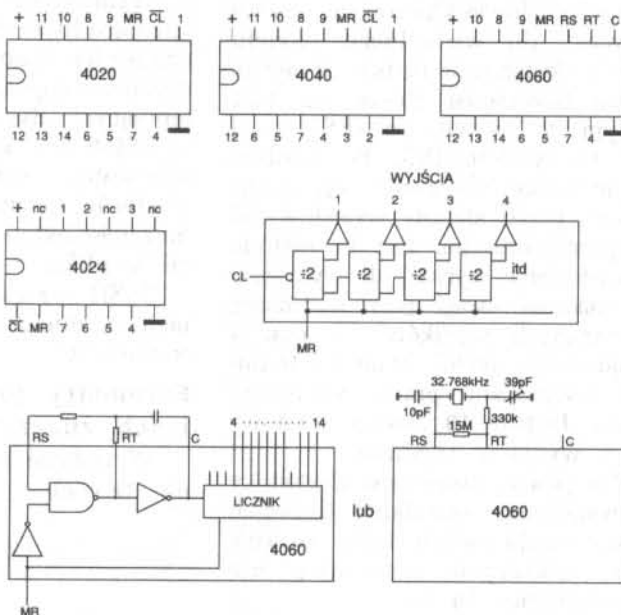 + 11 10 8 9 MR CL 1
4020
12 13 14 6 5 7 4
+ 11 10 8 9 MR CL 1
4040
12 6 5 7 4 3 2
+ 10 8 9 MR RS RT C
4060
12 13 14 6 5 7 4
+ nc 1 2 nc 3 nc
4024
CL MR 7 6 5 4
WYJŚCIA
1 2 3 4
CL ÷2 ÷2 ÷2 ÷2 itd
MR
RS RT C
4 14
LICZNIK
4060
MR
lub
32.768kHz 39pF
10pF
330k
15M
RS RT C
4060